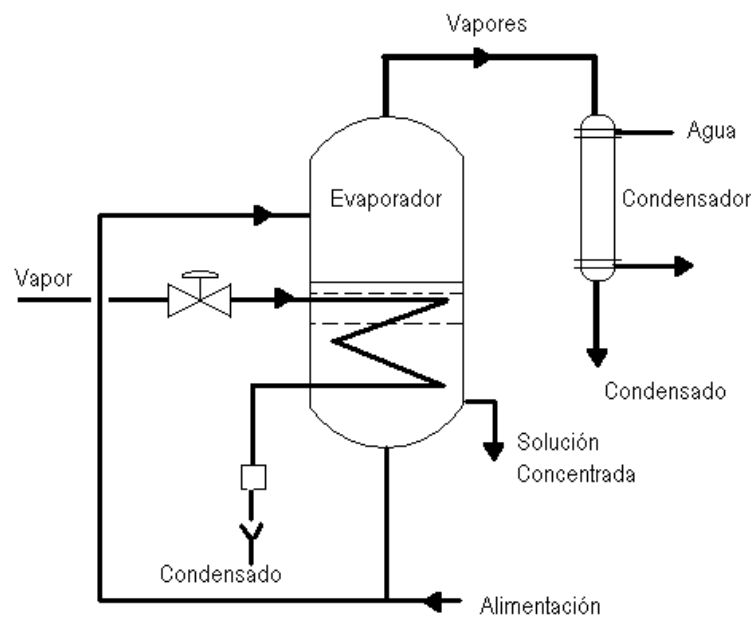 Vapores
Agua
Evaporador
Condensador
Vapor
Condensado
Solución
Concentrada
Condensado
Alimentación